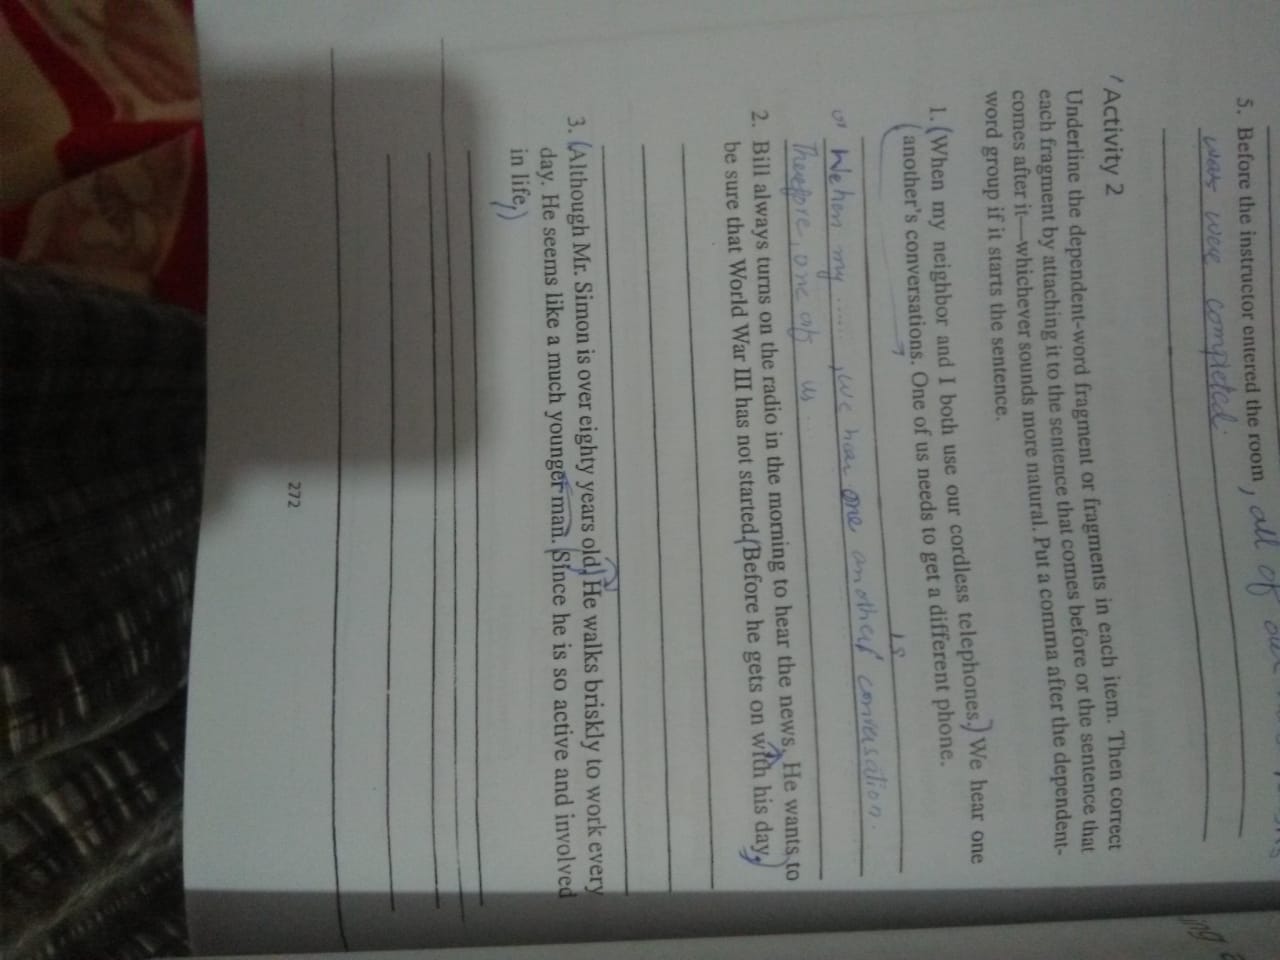 5. Before the instructor entered the room, all of our
was were completed.
Activity 2
Underline the dependent-word fragment or fragments in each item. Then correct
each fragment by attaching it to the sentence that comes before or the sentence that
comes after it—whichever sounds more natural. Put a comma after the dependent-
word group if it starts the sentence.
1. (When my neighbor and I both use our cordless telephones.) We hear one
another's conversations. One of us needs to get a different phone.
is
or Wehen my ......, we hear one another's conversation.
Therefore, one of us ...
2. Bill always turns on the radio in the morning to hear the news. He wants to
be sure that World War III has not started. (Before he gets on with his day,)
3. (Although Mr. Simon is over eighty years old) He walks briskly to work every
day. He seems like a much younger man. (Since he is so active and involved
in life,)
272
ing